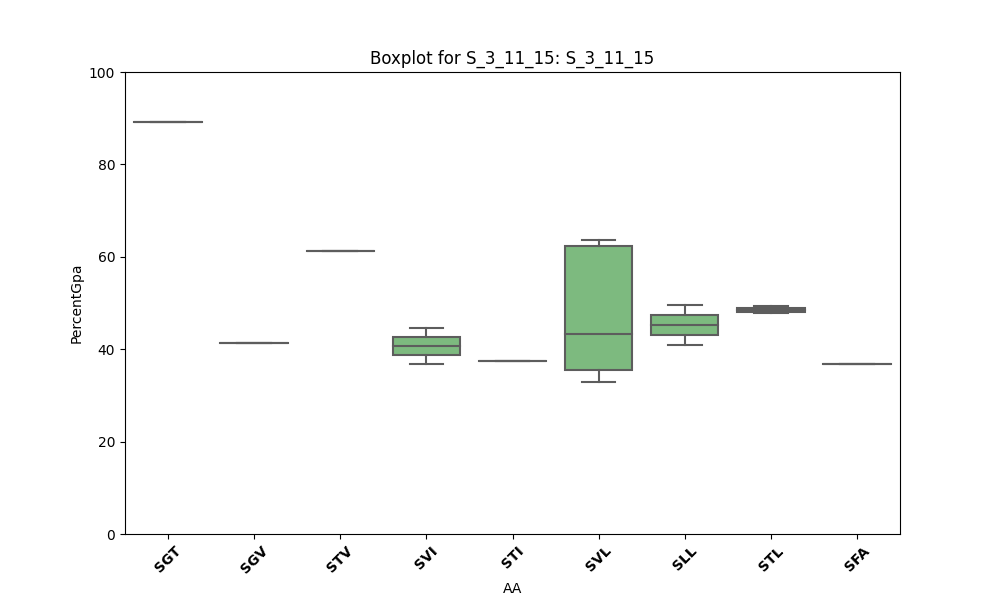 Boxplot for S_3_11_15: S_3_11_15
100
80
60
40
20
0
PercentGpa
SGT SGV STV SVI STI SVL SLL STL SFA
AA